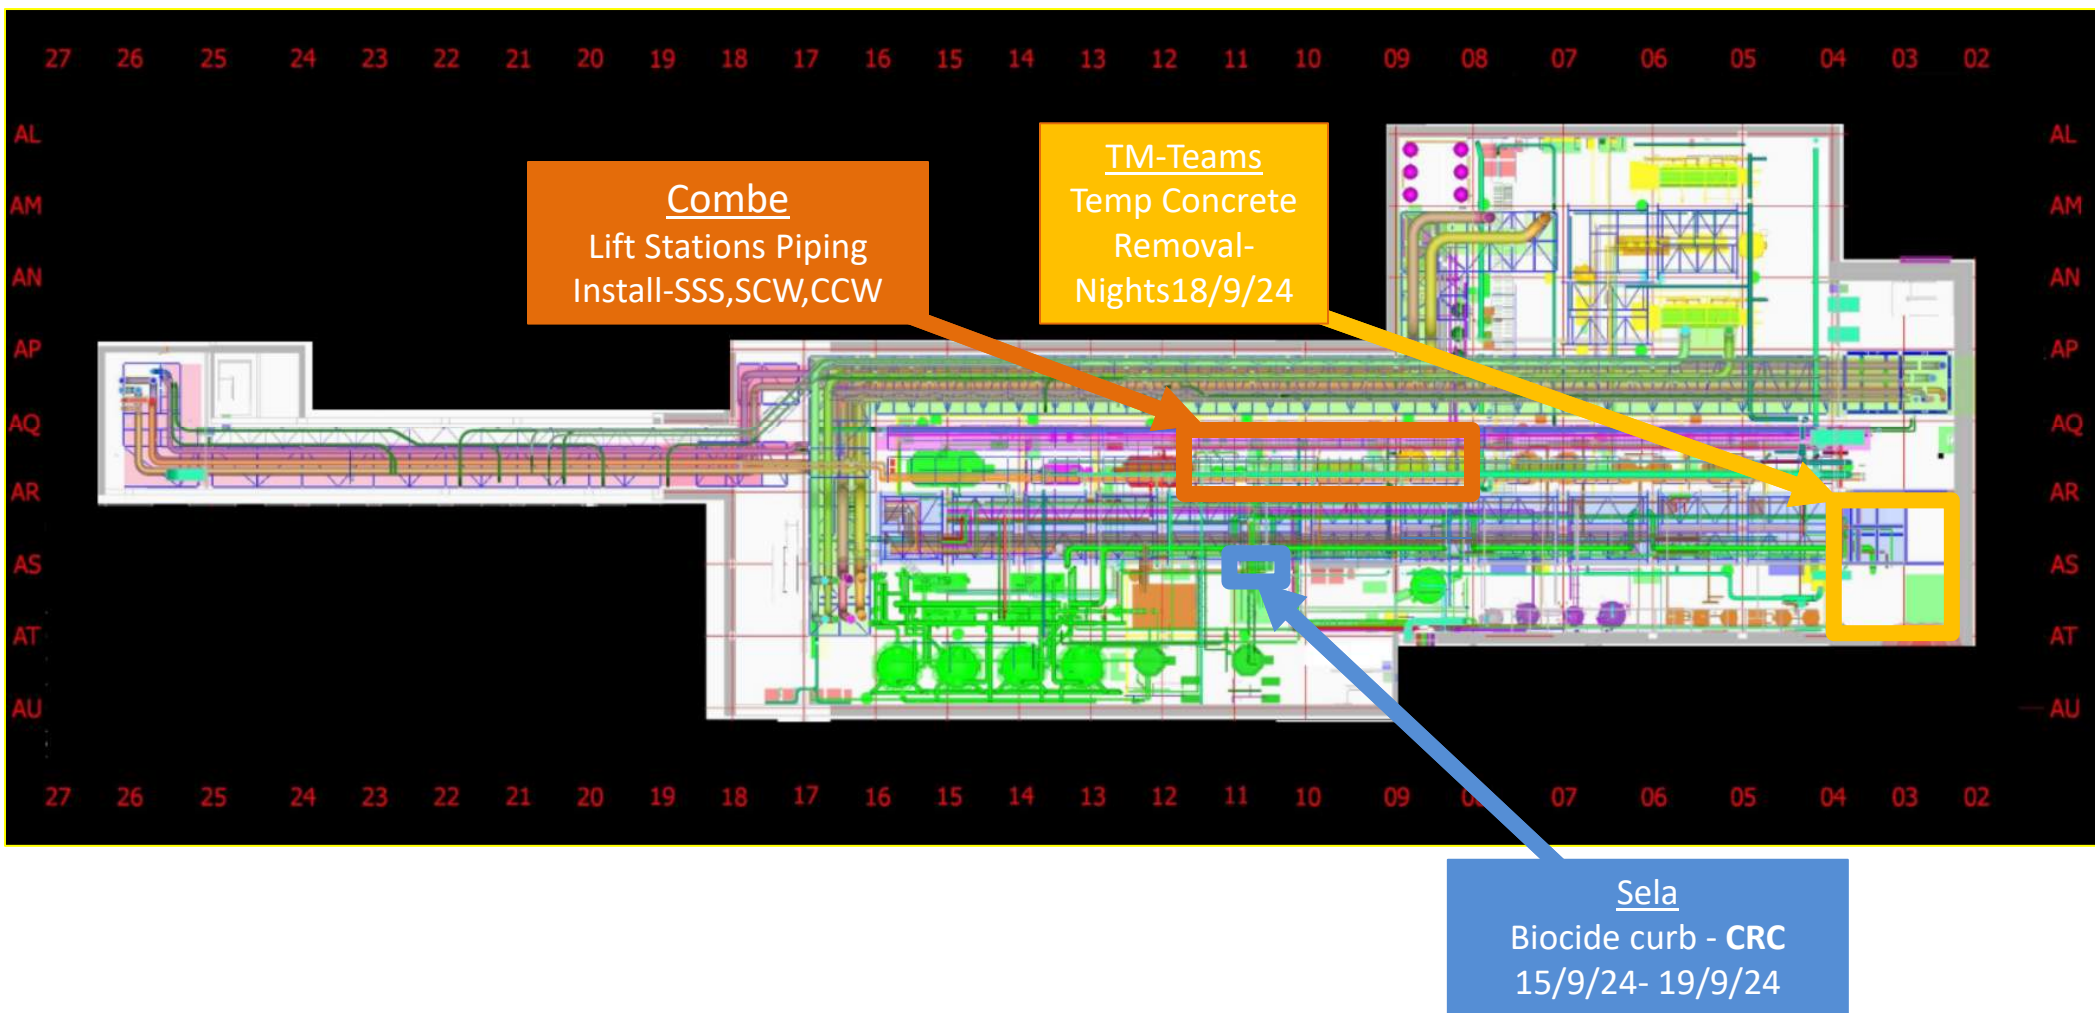 27 26 25 24 23 22 21 20 19 18 17 16 15 14 13 12 11 10 09 08 07 06 05 04 03 02
AL AL
AM AM
AN AN
AP AP
AQ AQ
AR AR
AS AS
AT AT
AU AU
Combe
Lift Stations Piping
Install-SSS,SCW,CCW
TM-Teams
Temp Concrete
Removal-
Nights18/9/24
27 26 25 24 23 22 21 20 19 18 17 16 15 14 13 12 11 10 09 08 07 06 05 04 03 02
Sela
Biocide curb - CRC
15/9/24- 19/9/24